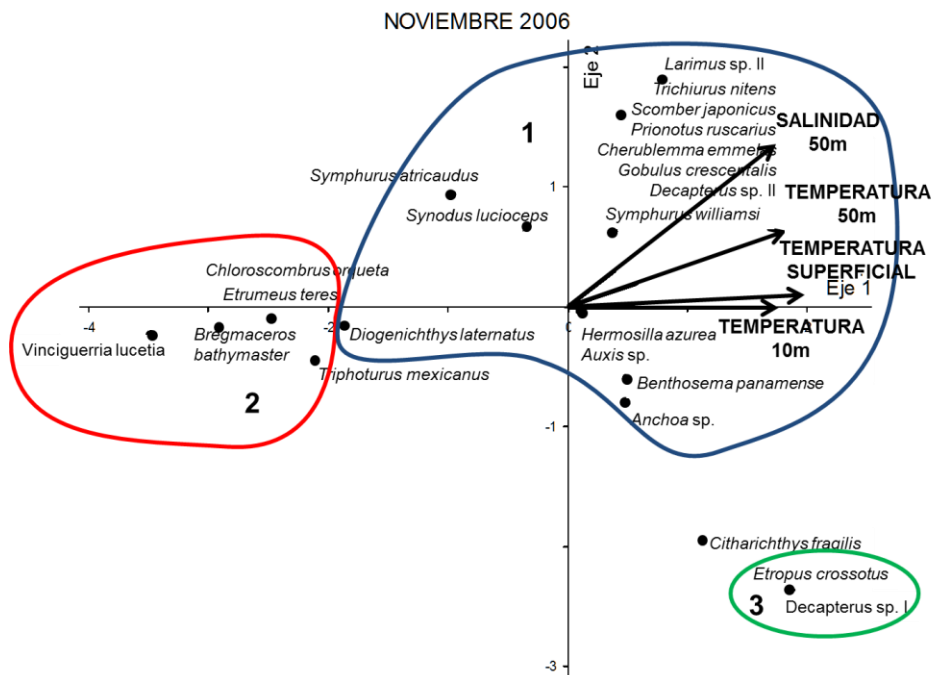 NOVIEMBRE 2006
Eje 2
Larimus sp. II
Trichiurus nitens
Scomber japonicus
Prionotus ruscarius
Cherublemma emmelas
Gobulus crescentalis
Decapterus sp. II
Symphurus williamsi
SALINIDAD
50m
TEMPERATURA
50m
TEMPERATURA
SUPERFICIAL
Eje 1
TEMPERATURA
10m
1
1
Symphurus atricaudus
Synodus lucioceps
Chloroscombrus orqueta
Etrumeus teres
-4
-2
0
Vinciguerria lucetia
Bregmaceros
bathymaster
Diogenichthys laternatus
Triphoturus mexicanus
2
Hermosilla azurea
Auxis sp.
Benthosema panamense
Anchoa sp.
-1
Citharichthys fragilis
Etropus crossotus
3
Decapterus sp. I
-3